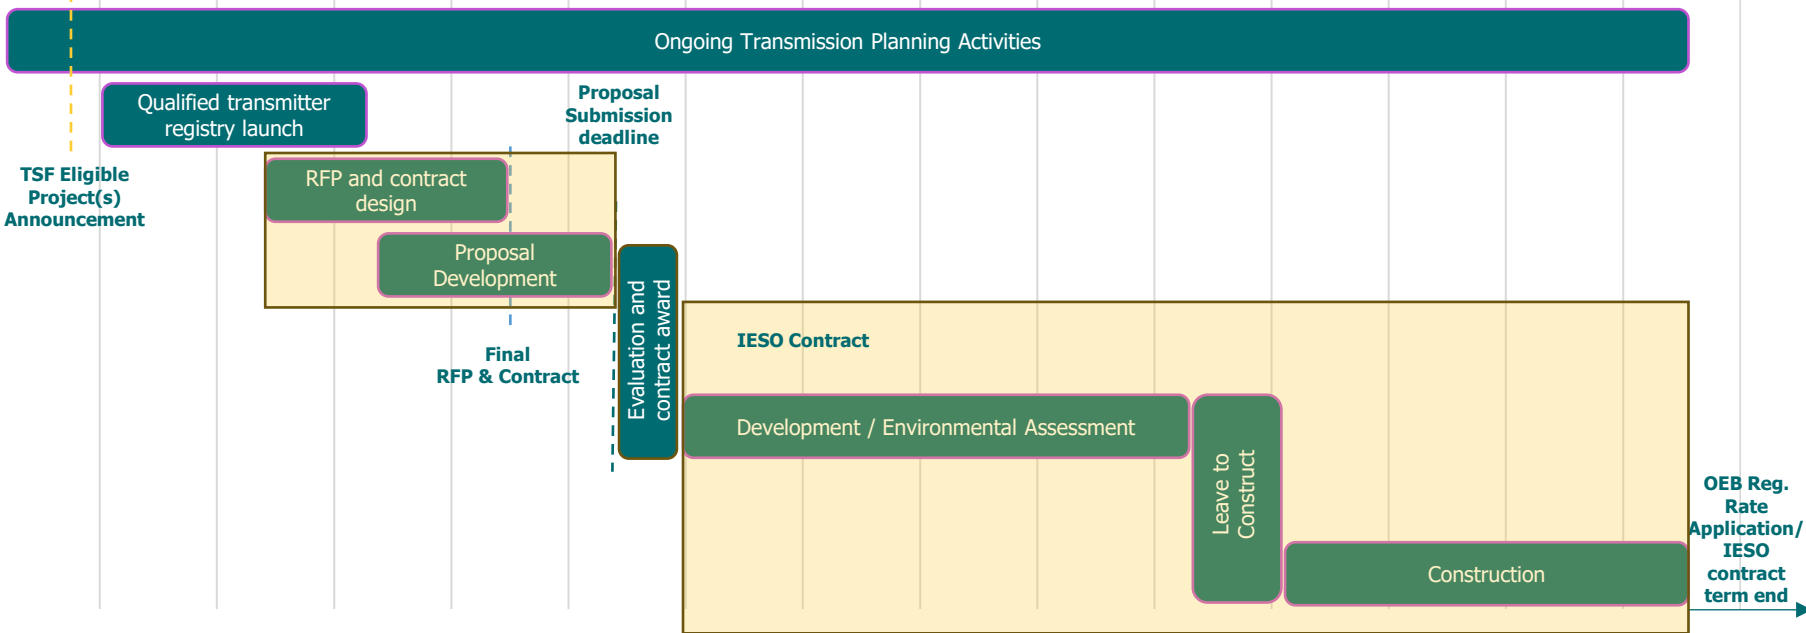 Ongoing Transmission Planning Activities
Qualified transmitter
registry launch
Proposal
Submission
deadline
TSF Eligible
Project(s)
Announcement
RFP and contract
design
Proposal
Development
Final
RFP & Contract
Evaluation and
contract award
IESO Contract
Development / Environmental Assessment
Leave to
Construct
Construction
OEB Reg.
Rate
Application/
IESO
contract
term end